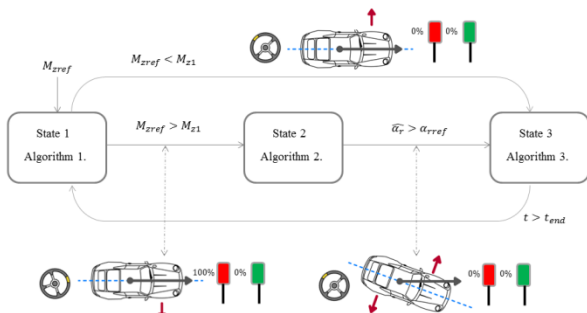 0% 0%
M_zref
M_zref < M_z1
State 1
Algorithm 1.
M_zref > M_z1
State 2
Algorithm 2.
α̂_r > α_rref
State 3
Algorithm 3.
t > t_end
100% 0%
0% 0%